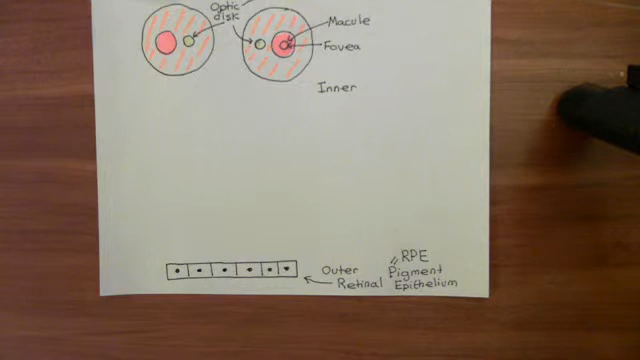 Optic
disk
Macule
Fovea
Inner
RPE
Outer Pigment
Retinal Epithelium